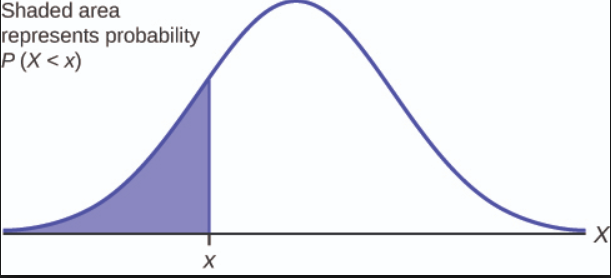 Shaded area
represents probability
P (X < x)
X
x